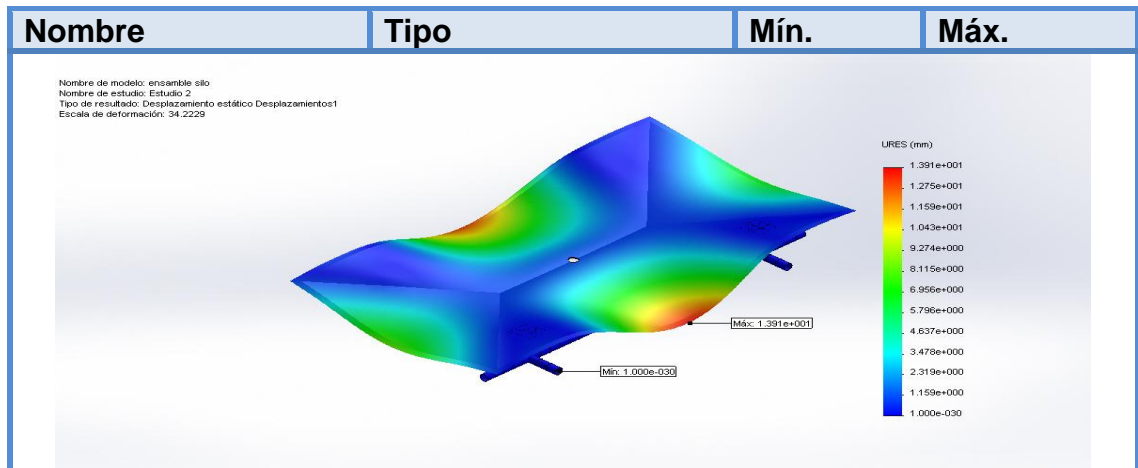 Nombre Tipo Mín. Máx.
Nombre de modelo: ensamble silo
Nombre de estudio: Estudio 2
Tipo de resultado: Desplazamiento estático Desplazamientos1
Escala de deformación: 34.2229
URES (mm)
1.391e+001
1.275e+001
1.159e+001
1.043e+001
9.274e+000
8.115e+000
6.956e+000
5.796e+000
4.637e+000
3.478e+000
2.319e+000
1.159e+000
1.000e-030
Máx: 1.391e+001
Mín: 1.000e-030